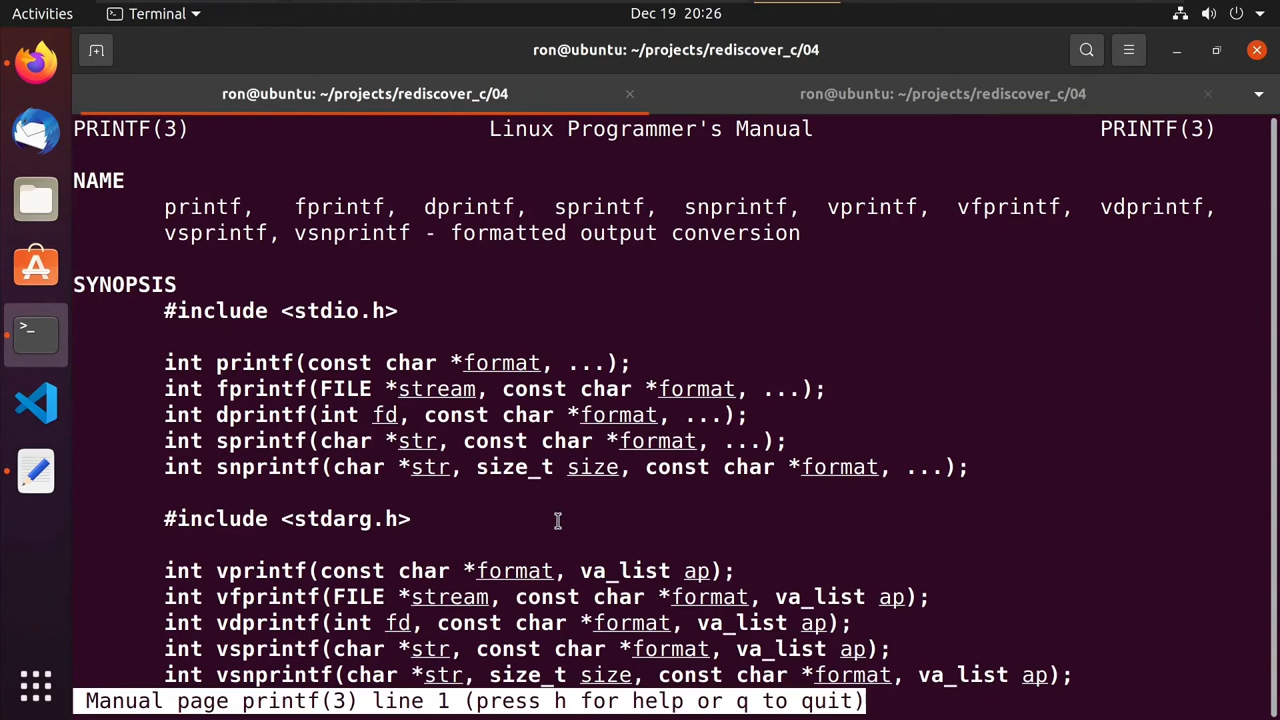 Activities Terminal Dec 19 20:26
ron@ubuntu: ~/projects/rediscover_c/04
ron@ubuntu: ~/projects/rediscover_c/04 ron@ubuntu: ~/projects/rediscover_c/04
PRINTF(3) Linux Programmer's Manual PRINTF(3)
NAME
printf, fprintf, dprintf, sprintf, snprintf, vprintf, vfprintf, vdprintf,
vsprintf, vsnprintf - formatted output conversion
SYNOPSIS
#include <stdio.h>
int printf(const char *format, ...);
int fprintf(FILE *stream, const char *format, ...);
int dprintf(int fd, const char *format, ...);
int sprintf(char *str, const char *format, ...);
int snprintf(char *str, size_t size, const char *format, ...);
#include <stdarg.h>
int vprintf(const char *format, va_list ap);
int vfprintf(FILE *stream, const char *format, va_list ap);
int vdprintf(int fd, const char *format, va_list ap);
int vsprintf(char *str, const char *format, va_list ap);
int vsnprintf(char *str, size_t size, const char *format, va_list ap);
Manual page printf(3) line 1 (press h for help or q to quit)